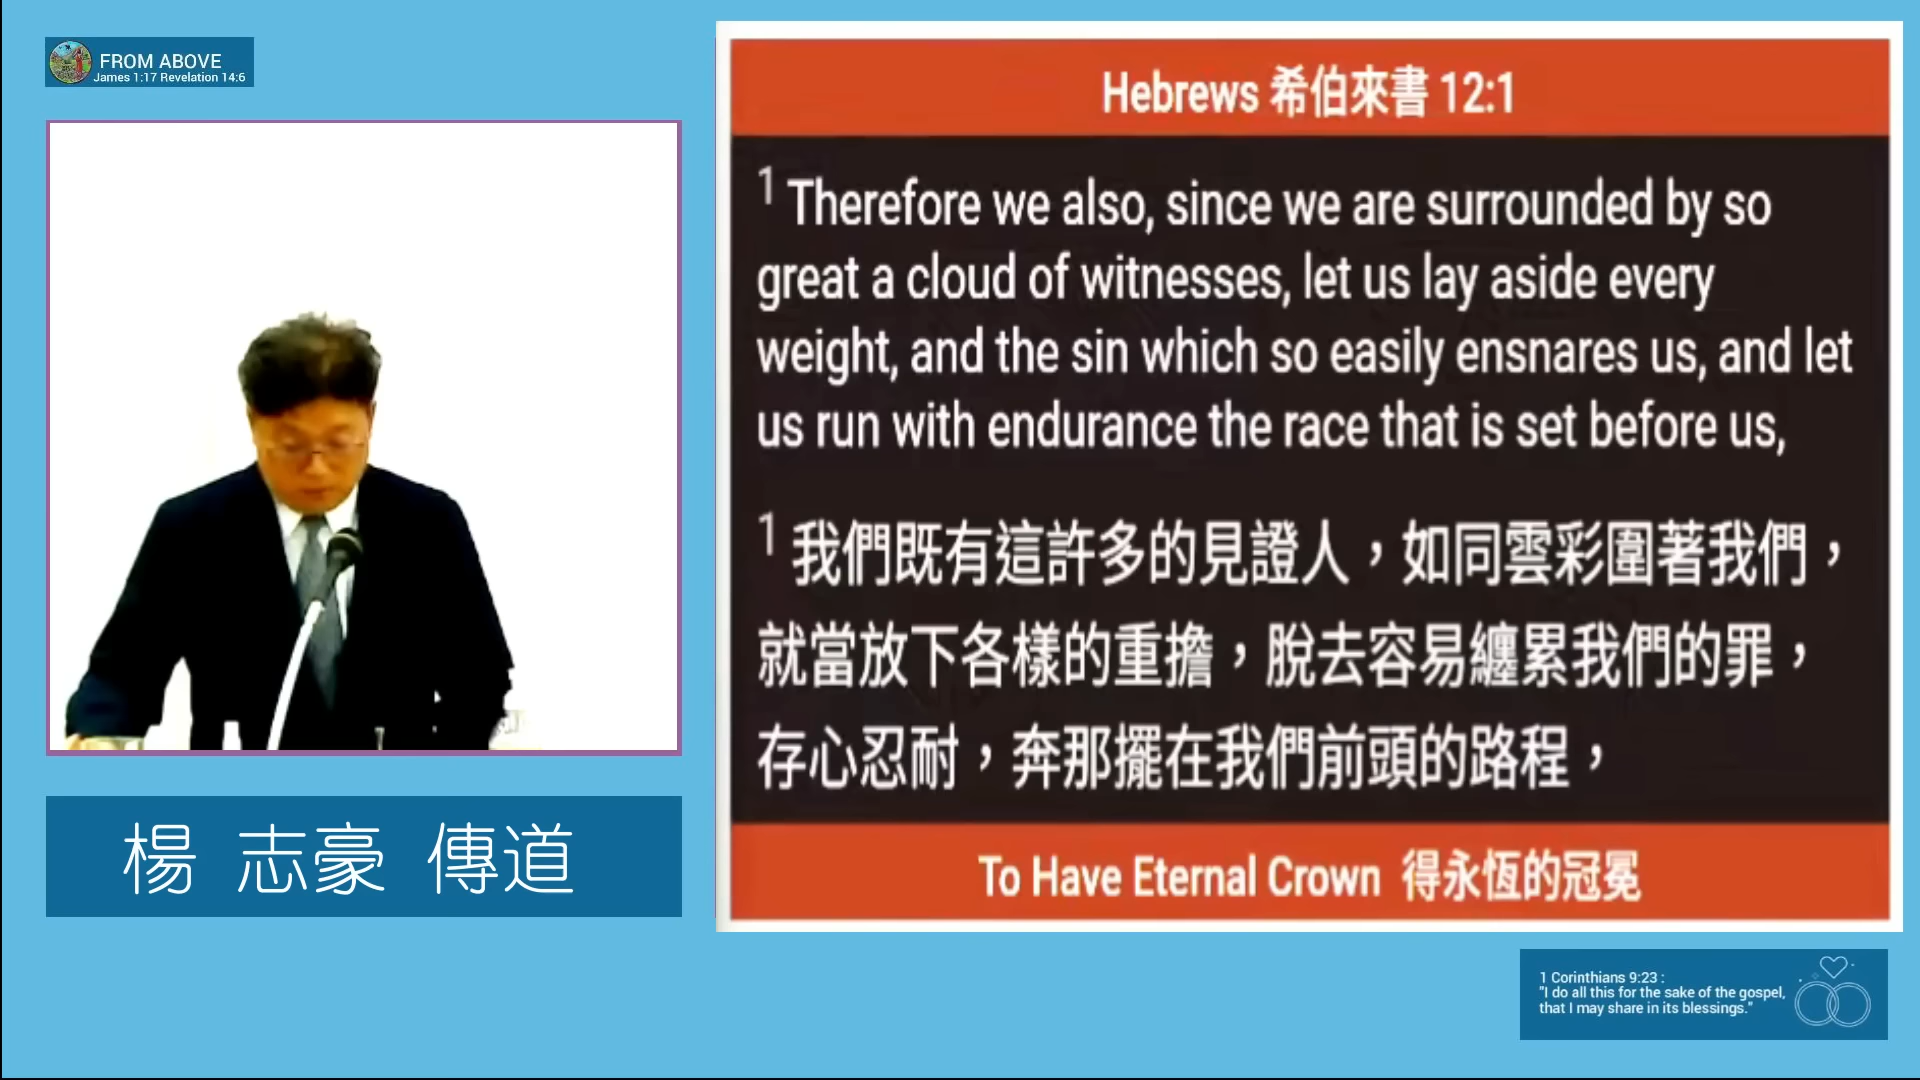 FROM ABOVE
James 1:17 Revelation 14:6
楊 志豪 傳道
Hebrews 希伯來書 12:1
1 Therefore we also, since we are surrounded by so
great a cloud of witnesses, let us lay aside every
weight, and the sin which so easily ensnares us, and let
us run with endurance the race that is set before us,
1 我們既有這許多的見證人，如同雲彩圍著我們，
就當放下各樣的重擔，脫去容易纏累我們的罪，
存心忍耐，奔那擺在我們前頭的路程，
To Have Eternal Crown 得永恆的冠冕
1 Corinthians 9:23 :
"I do all this for the sake of the gospel,
that I may share in its blessings."